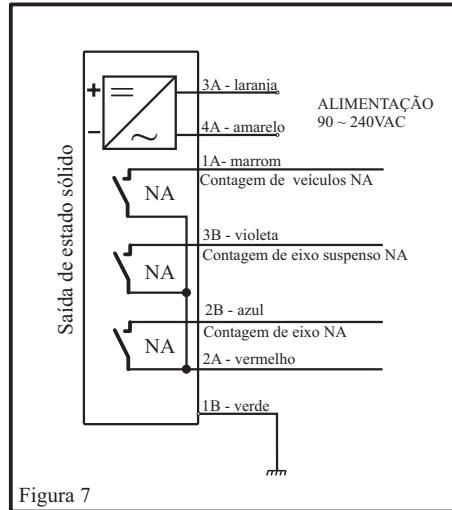 3A - laranja
ALIMENTAÇÃO
90 ~ 240VAC
4A - amarelo
1A- marrom
Contagem de veículos NA
NA
3B - violeta
Contagem de eixo suspenso NA
NA
2B - azul
Contagem de eixo NA
NA
2A - vermelho
1B - verde
Saída de estado sólido
Figura 7